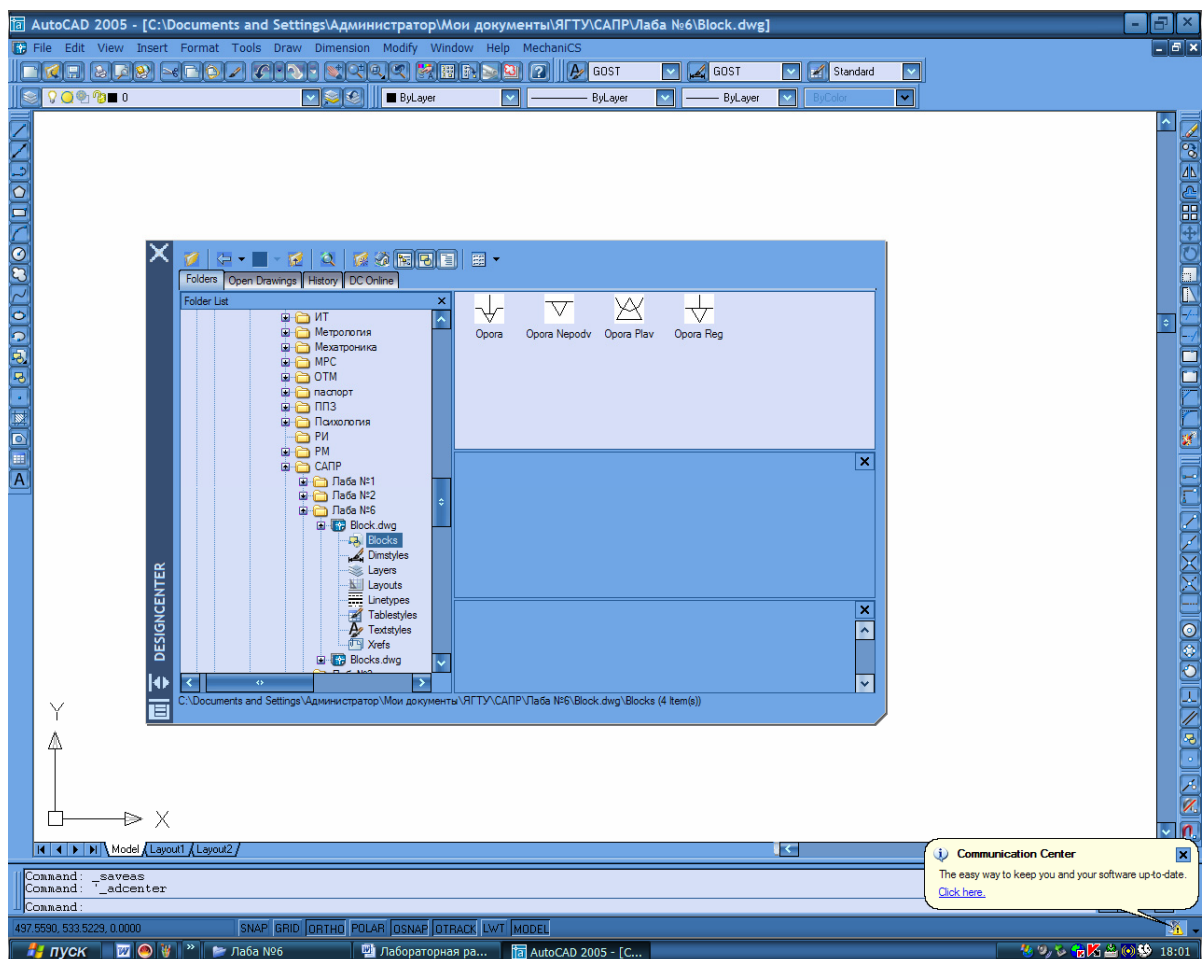 AutoCAD 2005 - [C:\Documents and Settings\Администратор\Мои документы\ЯГТУ\САПР\Лаба №6\Block.dwg]
File Edit View Insert Format Tools Draw Dimension Modify Window Help MechaniCS
GOST GOST Standard
0 ByLayer ByLayer ByLayer ByColor
Folders Open Drawings History DC Online
Folder List
ИТ
Метрология
Мехатроника
МРС
ОТМ
паспорт
ППЗ
Психология
РИ
РМ
САПР
Лаба №1
Лаба №2
Лаба №6
Block.dwg
Blocks
Dimstyles
Layers
Layouts
Linetypes
Tablestyles
Textstyles
Xrefs
Blocks.dwg
Opora Opora Nepodv Opora Plav Opora Reg
DESIGNCENTER
C:\Documents and Settings\Администратор\Мои документы\ЯГТУ\САПР\Лаба №6\Block.dwg\Blocks (4 Item(s))
Y
X
Model Layout1 Layout2
Communication Center
The easy way to keep you and your software up-to-date.
Click here.
Command: _saveas
Command: '_adcenter
Command:
497.5590, 533.5229, 0.0000 SNAP GRID ORTHO POLAR OSNAP OTRACK LWT MODEL
пуск Лаба №6 Лабораторная ра... AutoCAD 2005 - [C... 18:01